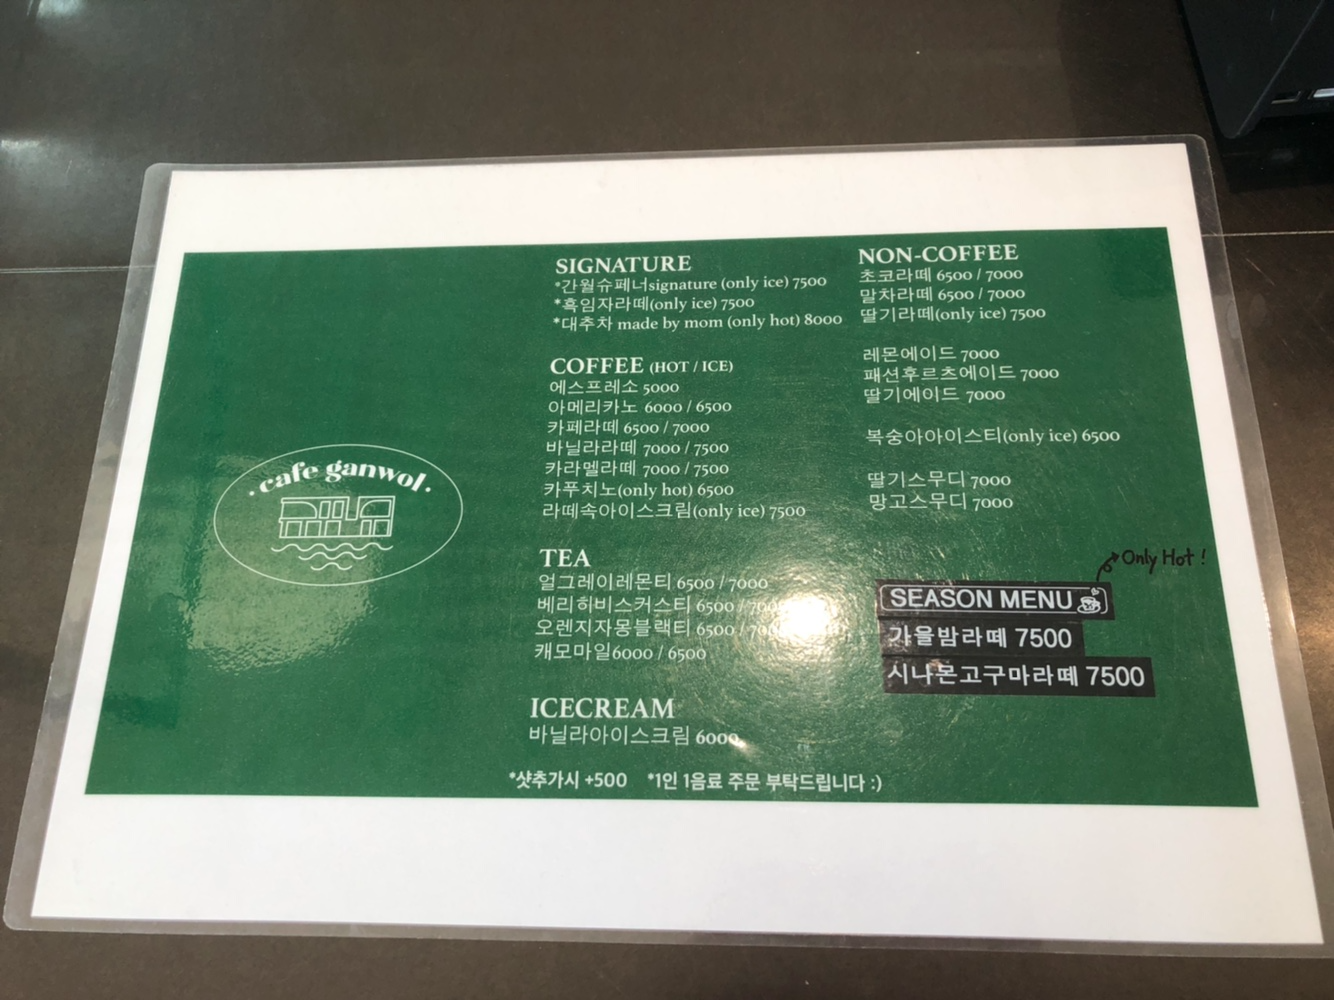 · cafe ganwol ·
SIGNATURE
*간월슈페너signature (only ice) 7500
*흑임자라떼(only ice) 7500
*대추차 made by mom (only hot) 8000
COFFEE (HOT / ICE)
에스프레소 5000
아메리카노 6000 / 6500
카페라떼 6500 / 7000
바닐라라떼 7000 / 7500
카라멜라떼 7000 / 7500
카푸치노(only hot) 6500
라떼속아이스크림(only ice) 7500
TEA
얼그레이레몬티 6500 / 7000
베리허비스커스티 6500 / 7000
오렌지자몽블랙티 6500 / 7000
캐모마일6000 / 6500
ICECREAM
바닐라아이스크림 6000
*샷추가시 +500 *1인 1음료 주문 부탁드립니다 :)
NON-COFFEE
초코라떼 6500 / 7000
말차라떼 6500 / 7000
딸기라떼(only ice) 7500
레몬에이드 7000
패션후르츠에이드 7000
딸기에이드 7000
복숭아아이스티(only ice) 6500
딸기스무디 7000
망고스무디 7000
Only Hot !
SEASON MENU
가을밤라떼 7500
시나몬고구마라떼 7500